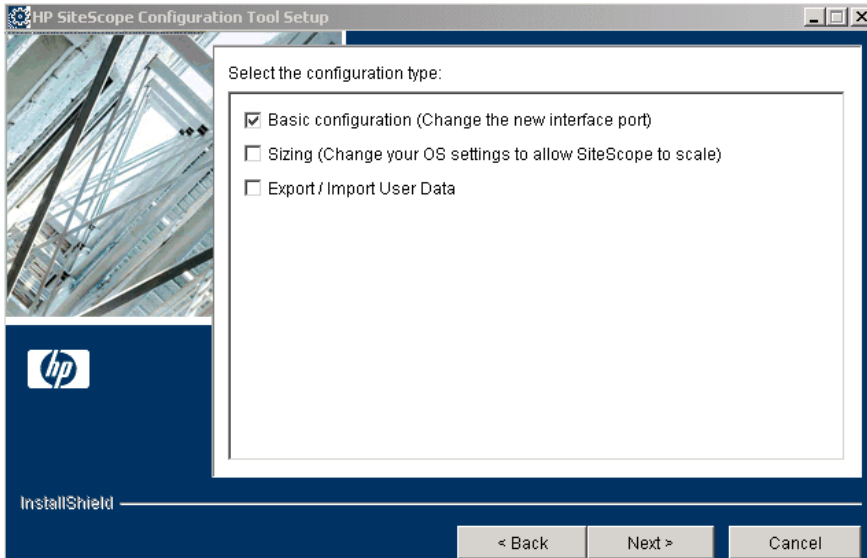 HP SiteScope Configuration Tool Setup
Select the configuration type:
Basic configuration (Change the new interface port)
Sizing (Change your OS settings to allow SiteScope to scale)
Export / Import User Data
hp
InstallShield
< Back
Next >
Cancel